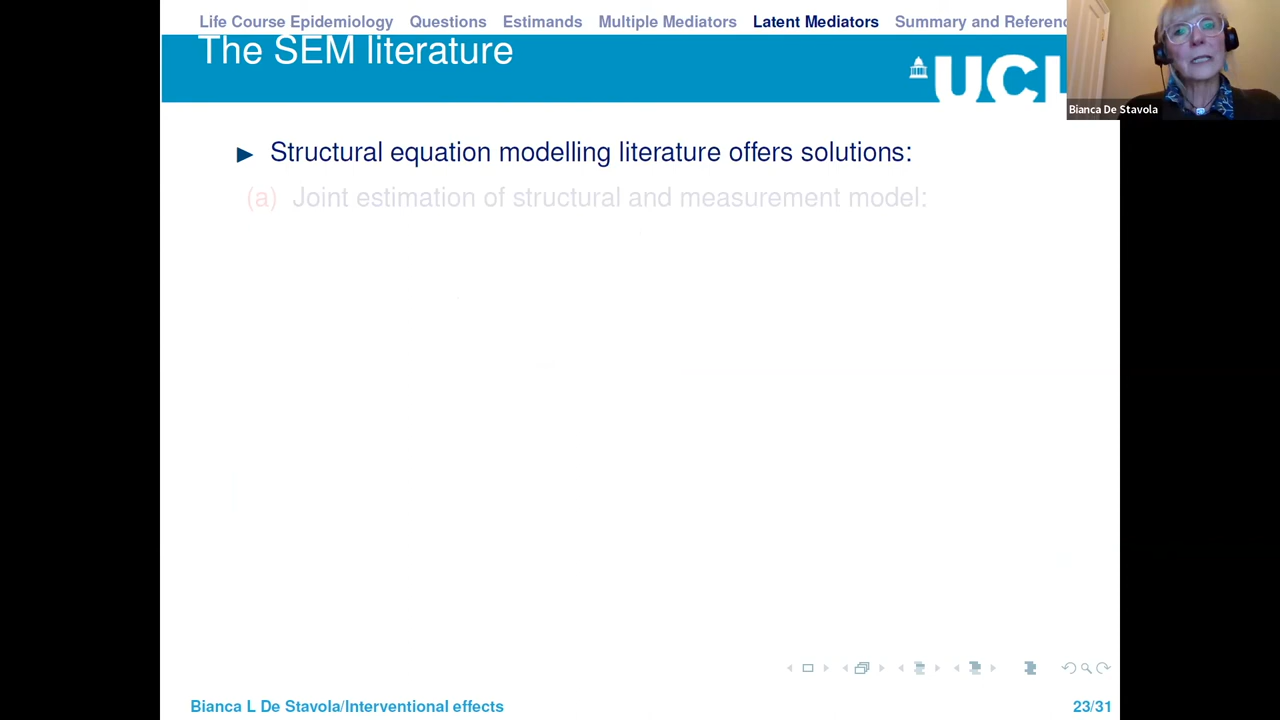 Life Course Epidemiology Questions Estimands Multiple Mediators Latent Mediators Summary and Referenc
The SEM literature
UCL
Bianca De Stavola
► Structural equation modelling literature offers solutions:
(a) Joint estimation of structural and measurement model:
Bianca L De Stavola/Interventional effects 23/31